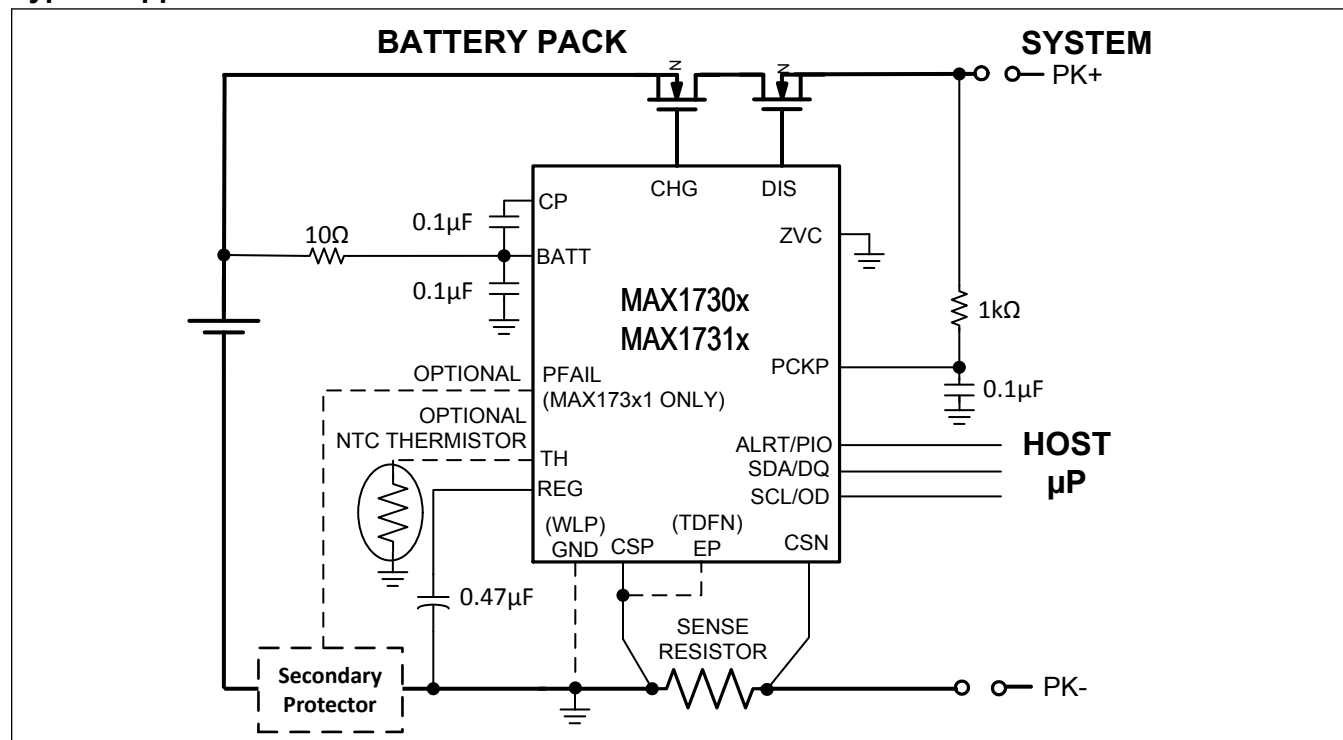 BATTERY PACK
SYSTEM
N
N
PK+
CHG
DIS
CP
0.1µF
ZVC
10Ω
BATT
0.1µF
MAX1730x
MAX1731x
1kΩ
PCKP
0.1µF
OPTIONAL
PFAIL
(MAX173x1 ONLY)
OPTIONAL
NTC THERMISTOR
TH
REG
ALRT/PIO
SDA/DQ
SCL/OD
HOST
µP
(WLP)
GND
CSP
(TDFN)
EP
CSN
0.47µF
SENSE
RESISTOR
Secondary
Protector
PK-